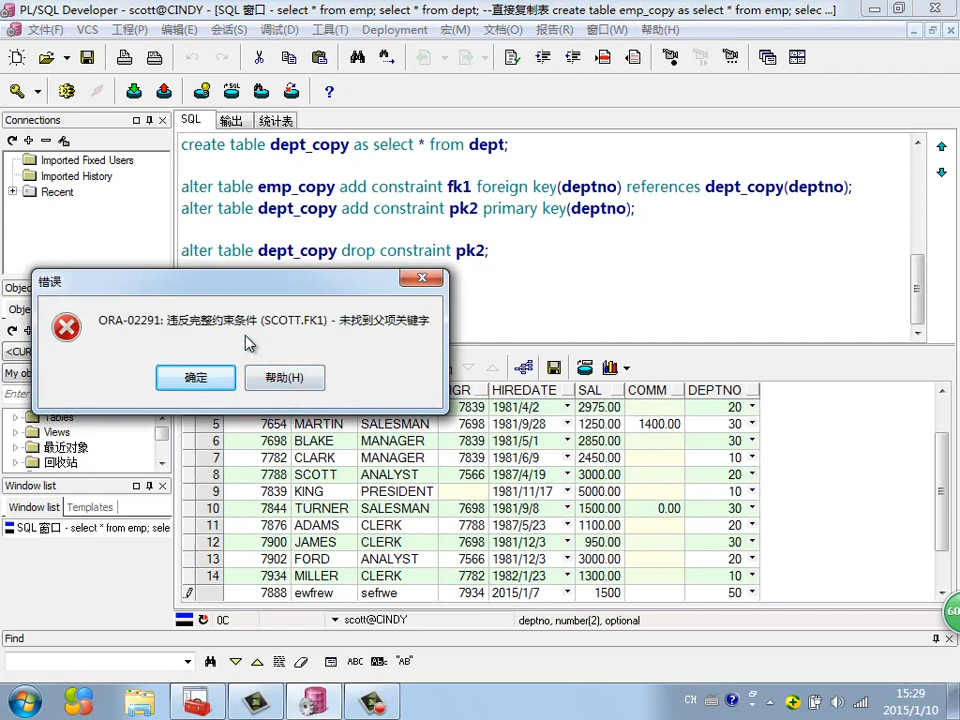 PL/SQL Developer - scott@CINDY - [SQL 窗口 - select * from emp; select * from dept; --直接复制表 create table emp_copy as select * from emp; selec ...]
文件(F) VCS 工程(P) 编辑(E) 会话(S) 调试(D) 工具(T) Deployment 宏(M) 文档(O) 报告(R) 窗口(W) 帮助(H)
Connections
Imported Fixed Users
Imported History
Recent
SQL 输出 统计表
create table dept_copy as select * from dept;
alter table emp_copy add constraint fk1 foreign key(deptno) references dept_copy(deptno);
alter table dept_copy add constraint pk2 primary key(deptno);
alter table dept_copy drop constraint pk2;
错误
ORA-02291: 违反完整约束条件 (SCOTT.FK1) - 未找到父项关键字
确定 帮助(H)
Objec
Obje
<CUR
My ob
Enter
Tables
Views
最近对象
回收站
Window list
Window list Templates
SQL 窗口 - select * from emp; sele
MGR HIREDATE SAL COMM DEPTNO
7839 1981/4/2 2975.00 20
5 7654 MARTIN SALESMAN 7698 1981/9/28 1250.00 1400.00 30
6 7698 BLAKE MANAGER 7839 1981/5/1 2850.00 30
7 7782 CLARK MANAGER 7839 1981/6/9 2450.00 10
8 7788 SCOTT ANALYST 7566 1987/4/19 3000.00 20
9 7839 KING PRESIDENT 1981/11/17 5000.00 10
10 7844 TURNER SALESMAN 7698 1981/9/8 1500.00 0.00 30
11 7876 ADAMS CLERK 7788 1987/5/23 1100.00 20
12 7900 JAMES CLERK 7698 1981/12/3 950.00 30
13 7902 FORD ANALYST 7566 1981/12/3 3000.00 20
14 7934 MILLER CLERK 7782 1982/1/23 1300.00 10
7888 ewfrew sefwe 7934 2015/1/7 1500 50
0C scott@CINDY deptno, number(2), optional
60
Find
ABC ABc "AB"
CH
15:29
2015/1/10